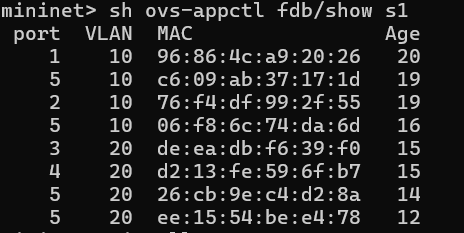 mininet> sh ovs-appctl fdb/show s1
port VLAN MAC Age
1 10 96:86:4c:a9:20:26 20
5 10 c6:09:ab:37:17:1d 19
2 10 76:f4:df:99:2f:55 19
5 10 06:f8:6c:74:da:6d 16
3 20 de:ea:db:f6:39:f0 15
4 20 d2:13:fe:59:6f:b7 15
5 20 26:cb:9e:c4:d2:8a 14
5 20 ee:15:54:be:e4:78 12